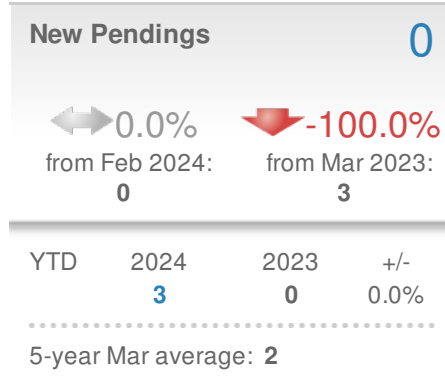 New Pendings 0
0.0% -100.0%
from Feb 2024: from Mar 2023:
0 3
YTD 2024 2023 +/-
3 0 0.0%
5-year Mar average: 2